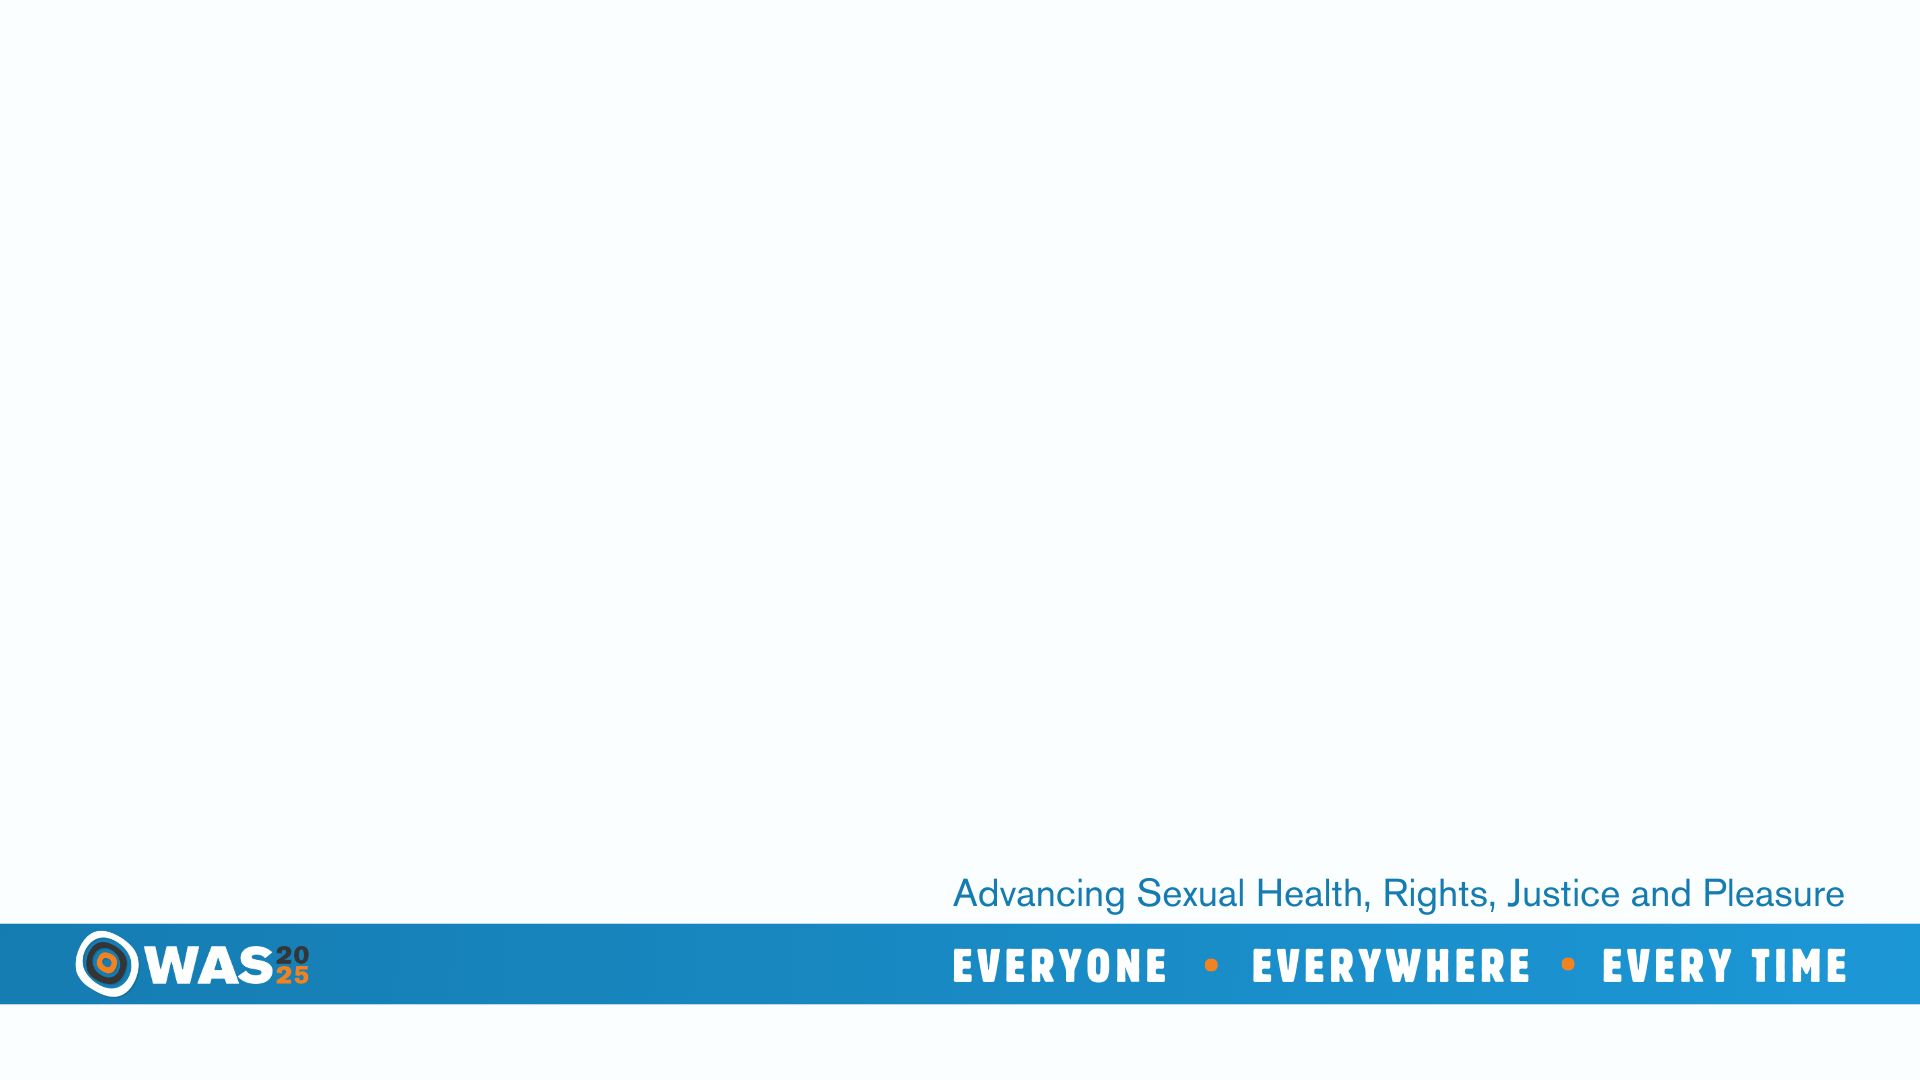 Advancing Sexual Health, Rights, Justice and Pleasure
WAS 20
25
EVERYONE • EVERYWHERE • EVERY TIME